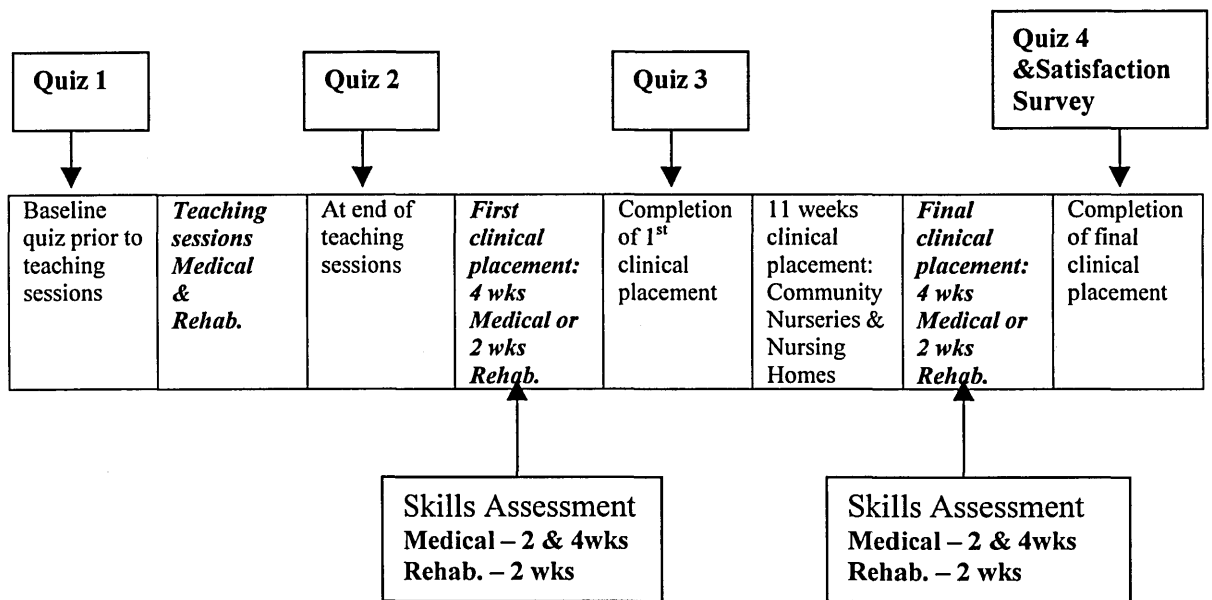 Quiz 1
Quiz 2
Quiz 3
Quiz 4
&Satisfaction
Survey
Baseline
quiz prior to
teaching
sessions
Teaching
sessions
Medical
&
Rehab.
At end of
teaching
sessions
First
clinical
placement:
4 wks
Medical or
2 wks
Rehab.
Completion
of 1st
clinical
placement
11 weeks
clinical
placement:
Community
Nurseries &
Nursing
Homes
Final
clinical
placement:
4 wks
Medical or
2 wks
Rehab.
Completion
of final
clinical
placement
Skills Assessment
Medical – 2 & 4wks
Rehab. – 2 wks
Skills Assessment
Medical – 2 & 4wks
Rehab. – 2 wks